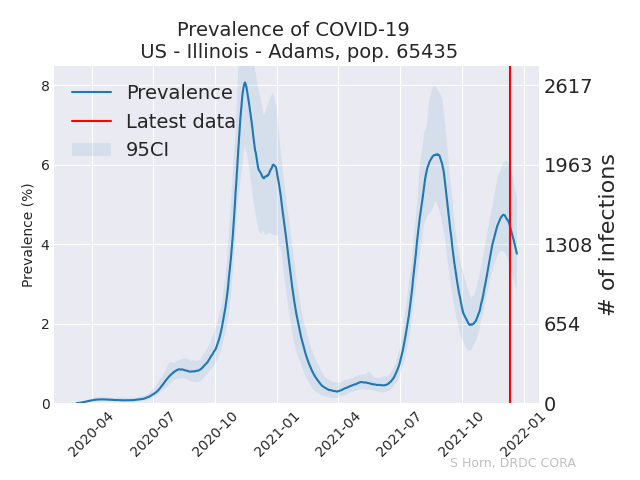 Prevalence of COVID-19
US - Illinois - Adams, pop. 65435
Prevalence
Latest data
95CI
Prevalence (%)
8
6
4
2
0
2617
1963
1308
654
0
# of infections
2020-04
2020-07
2020-10
2021-01
2021-04
2021-07
2021-10
2022-01
S Horn, DRDC CORA